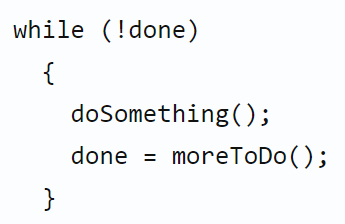 while (!done)
  {
    doSomething();
    done = moreToDo();
  }